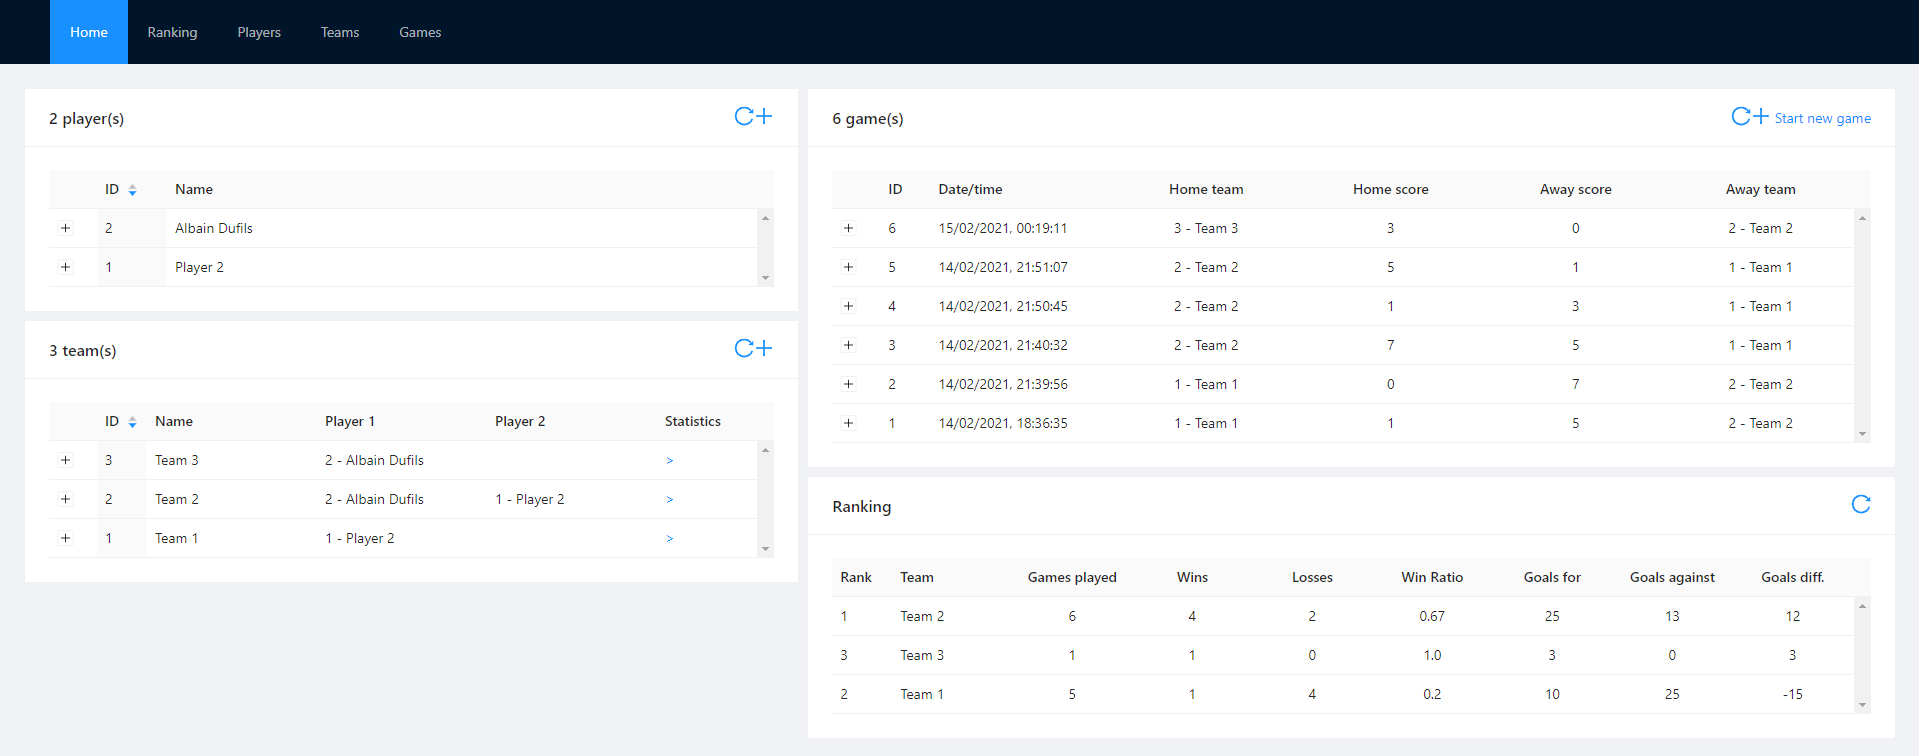 Home Ranking Players Teams Games
2 player(s)
ID Name
2 Albain Dufils
1 Player 2
3 team(s)
ID Name Player 1 Player 2 Statistics
3 Team 3 2 - Albain Dufils >
2 Team 2 2 - Albain Dufils 1 - Player 2 >
1 Team 1 1 - Player 2 >
6 game(s) Start new game
ID Date/time Home team Home score Away score Away team
6 15/02/2021, 00:19:11 3 - Team 3 3 0 2 - Team 2
5 14/02/2021, 21:51:07 2 - Team 2 5 1 1 - Team 1
4 14/02/2021, 21:50:45 2 - Team 2 1 3 1 - Team 1
3 14/02/2021, 21:40:32 2 - Team 2 7 5 1 - Team 1
2 14/02/2021, 21:39:56 1 - Team 1 0 7 2 - Team 2
1 14/02/2021, 18:36:35 1 - Team 1 1 5 2 - Team 2
Ranking
Rank Team Games played Wins Losses Win Ratio Goals for Goals against Goals diff.
1 Team 2 6 4 2 0.67 25 13 12
3 Team 3 1 1 0 1.0 3 0 3
2 Team 1 5 1 4 0.2 10 25 -15